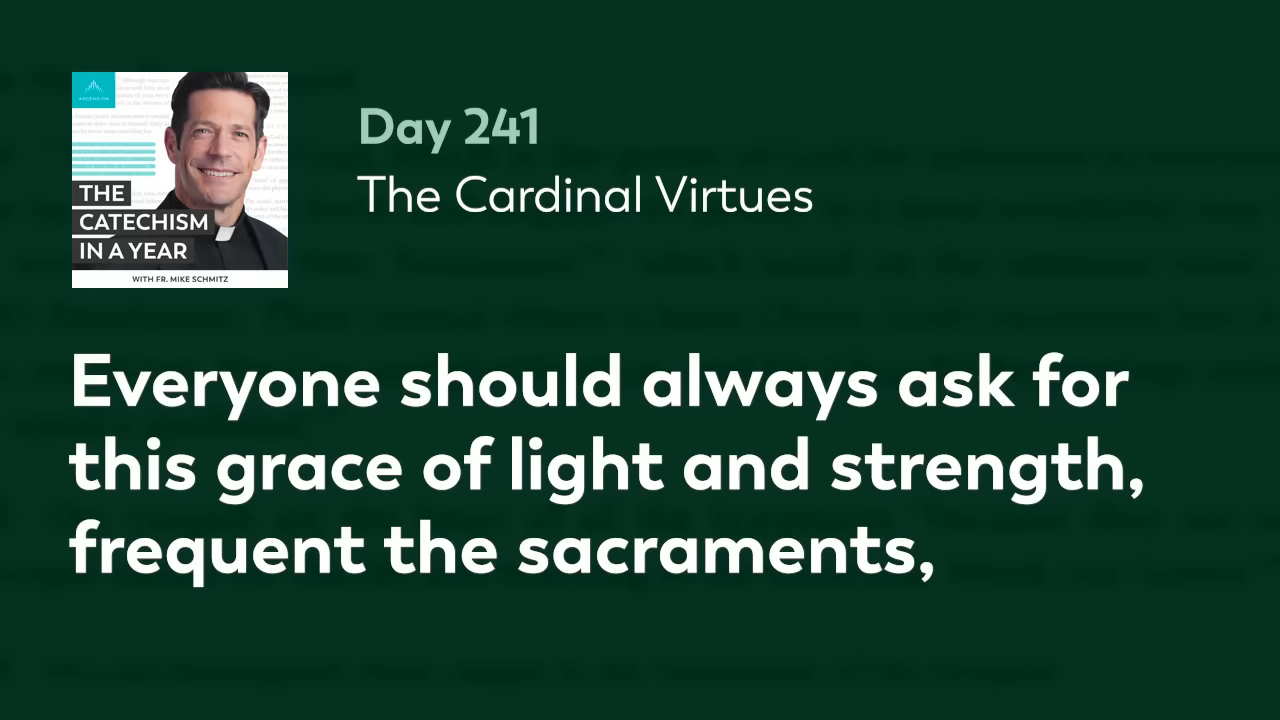 ASCENSION
THE
CATECHISM
IN A YEAR
WITH FR. MIKE SCHMITZ
Day 241
The Cardinal Virtues
Everyone should always ask for
this grace of light and strength,
frequent the sacraments,